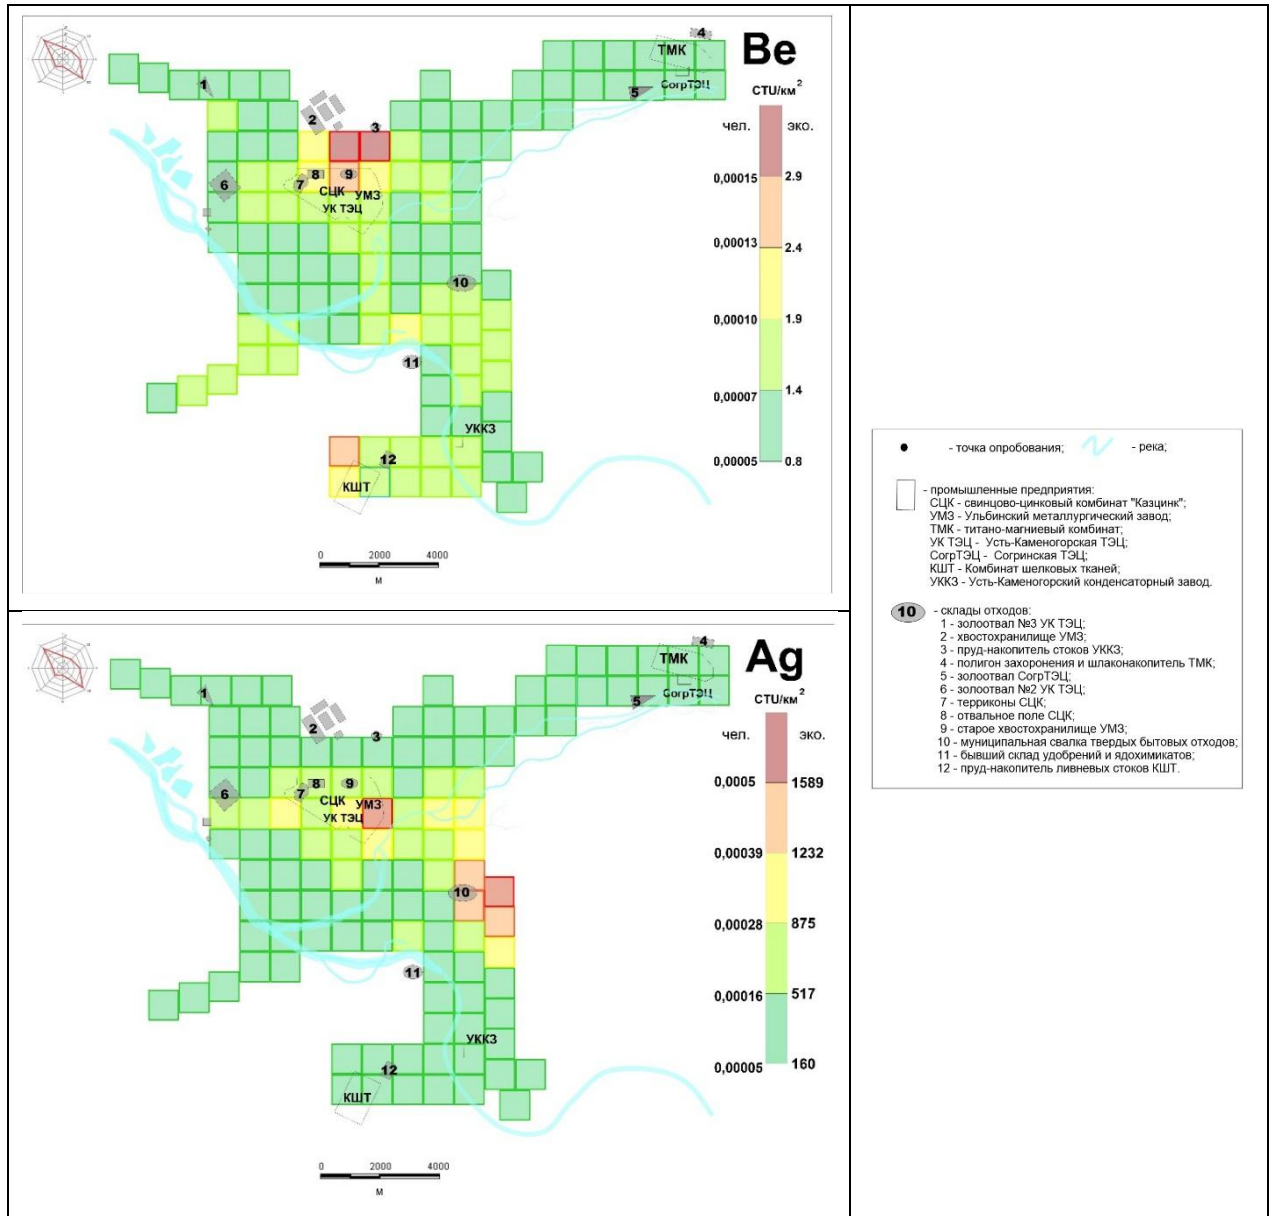 Be
CTU/км²
чел. эко.
0,00015 2.9
0,00013 2.4
0,00010 1.9
0,00007 1.4
0,00005 0.8
4
ТМК
СогрТЭЦ
5
1
2
3
6
7
8
9
СЦК
УМЗ
УК ТЭЦ
10
11
УККЗ
12
КШТ
0 2000 4000
М
Ag
CTU/км²
чел. эко.
0,0005 1589
0,00039 1232
0,00028 875
0,00016 517
0,00005 160
4
ТМК
СогрТЭЦ
5
1
2
3
6
7
8
9
СЦК
УМЗ
УК ТЭЦ
10
11
УККЗ
12
КШТ
0 2000 4000
М
- точка опробования; - река;
- промышленные предприятия:
СЦК - свинцово-цинковый комбинат "Казцинк";
УМЗ - Ульбинский металлургический завод;
ТМК - титано-магниевый комбинат;
УК ТЭЦ - Усть-Каменогорская ТЭЦ;
СогрТЭЦ - Согринская ТЭЦ;
КШТ - Комбинат шелковых тканей;
УККЗ - Усть-Каменогорский конденсаторный завод.
10 - склады отходов:
1 - золоотвал №3 УК ТЭЦ;
2 - хвостохранилище УМЗ;
3 - пруд-накопитель стоков УККЗ;
4 - полигон захоронения и шлаконакопитель ТМК;
5 - золоотвал СогрТЭЦ;
6 - золоотвал №2 УК ТЭЦ;
7 - терриконы СЦК;
8 - отвальное поле СЦК;
9 - старое хвостохранилище УМЗ;
10 - муниципальная свалка твердых бытовых отходов;
11 - бывший склад удобрений и ядохимикатов;
12 - пруд-накопитель ливневых стоков КШТ.